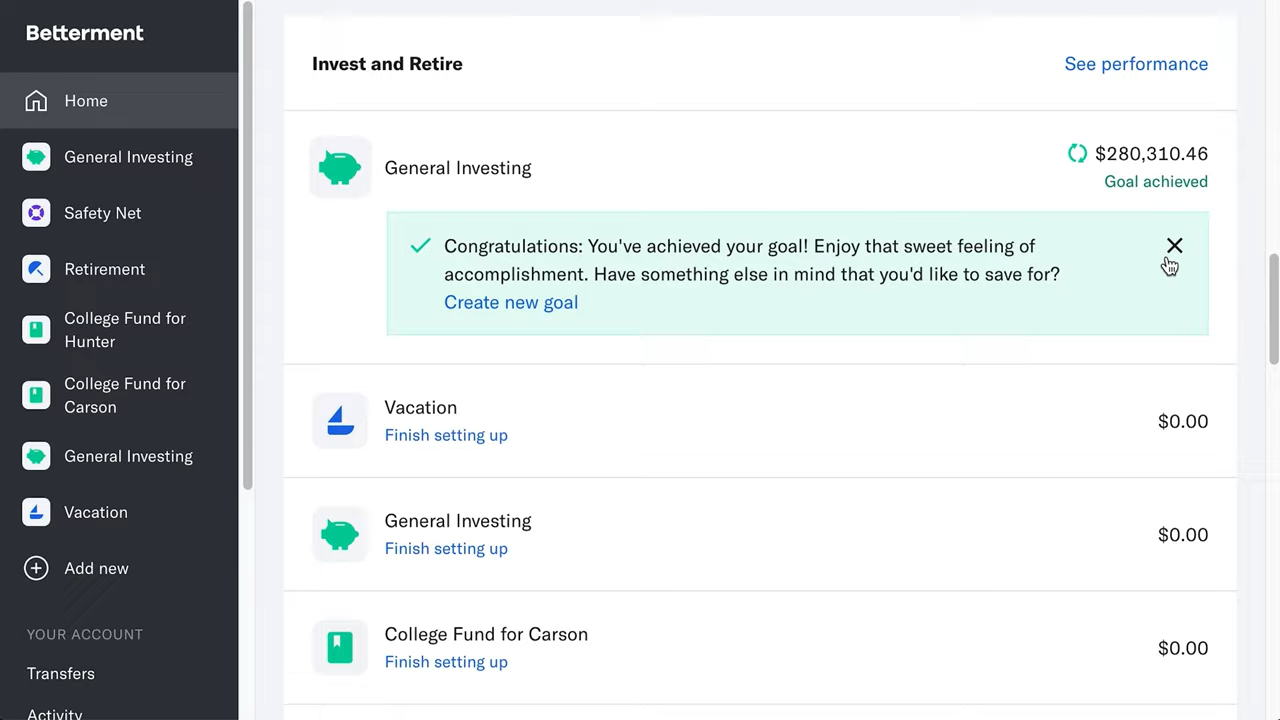 Betterment
Home
General Investing
Safety Net
Retirement
College Fund for
Hunter
College Fund for
Carson
General Investing
Vacation
Add new
YOUR ACCOUNT
Transfers
Activity
Invest and Retire
See performance
General Investing
$280,310.46
Goal achieved
Congratulations: You've achieved your goal! Enjoy that sweet feeling of
accomplishment. Have something else in mind that you'd like to save for?
Create new goal
Vacation
Finish setting up
$0.00
General Investing
Finish setting up
$0.00
College Fund for Carson
Finish setting up
$0.00